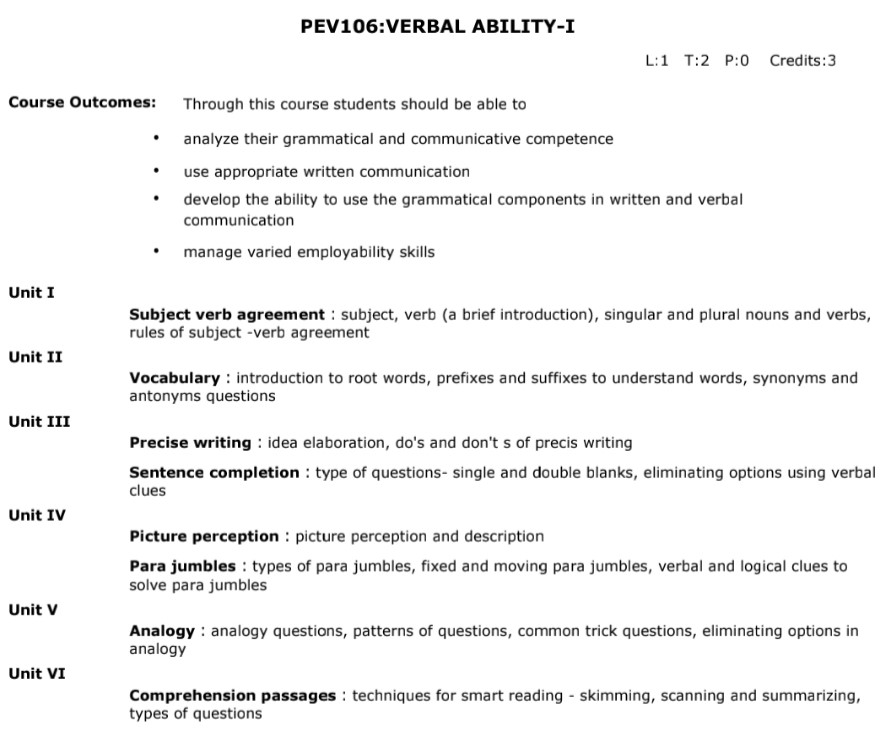 PEV106:VERBAL ABILITY-I
L:1 T:2 P:0 Credits:3
Course Outcomes: Through this course students should be able to
• analyze their grammatical and communicative competence
• use appropriate written communication
• develop the ability to use the grammatical components in written and verbal
communication
• manage varied employability skills
Unit I
Subject verb agreement : subject, verb (a brief introduction), singular and plural nouns and verbs,
rules of subject -verb agreement
Unit II
Vocabulary : introduction to root words, prefixes and suffixes to understand words, synonyms and
antonyms questions
Unit III
Precise writing : idea elaboration, do's and don't s of precis writing
Sentence completion : type of questions- single and double blanks, eliminating options using verbal
clues
Unit IV
Picture perception : picture perception and description
Para jumbles : types of para jumbles, fixed and moving para jumbles, verbal and logical clues to
solve para jumbles
Unit V
Analogy : analogy questions, patterns of questions, common trick questions, eliminating options in
analogy
Unit VI
Comprehension passages : techniques for smart reading - skimming, scanning and summarizing,
types of questions